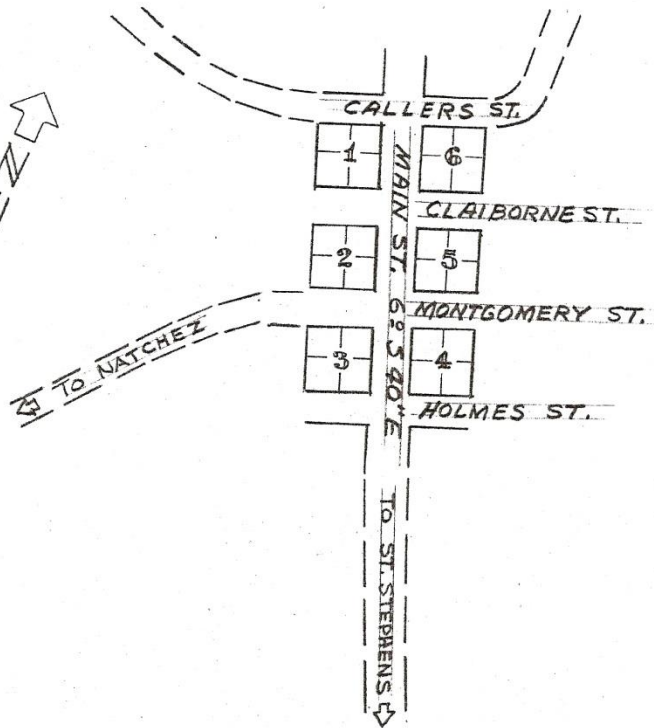 N
CALLERS ST.
1
6
MAIN ST. 6° 5 40" E
CLAIBORNE ST.
2
5
MONTGOMERY ST.
TO NATCHEZ
3
4
HOLMES ST.
TO ST. STEPHENS